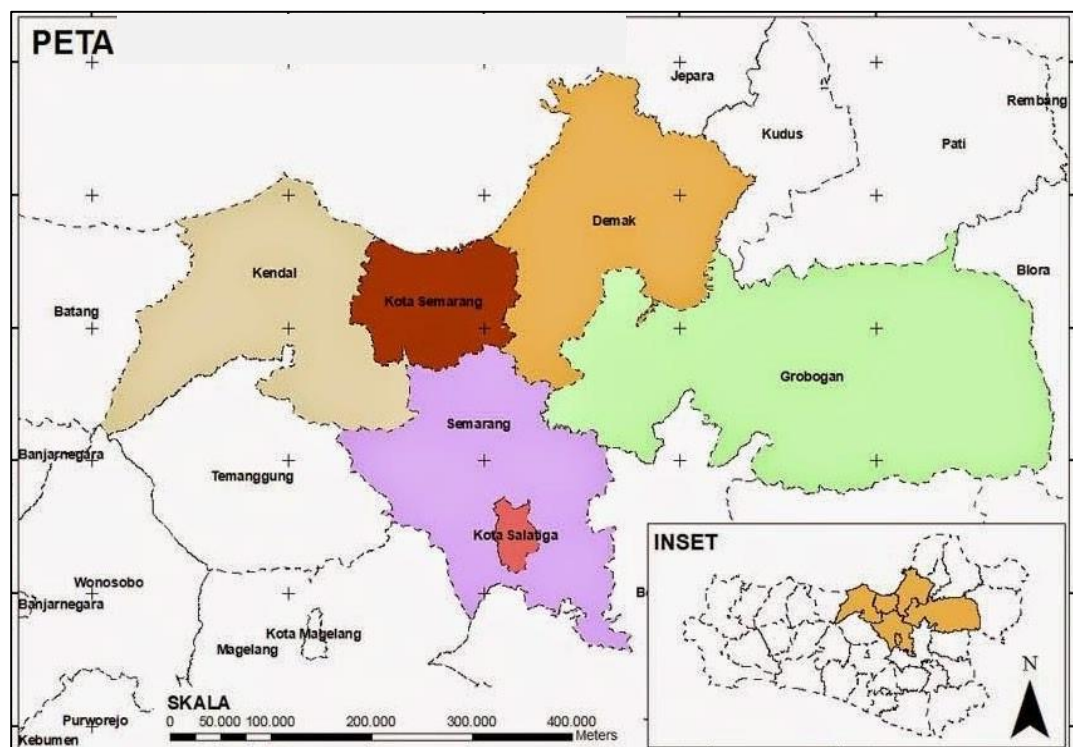 PETA
Jepara
Rembang
Kudus
Pati
Demak
Kendal
Blora
Kota Semarang
Batang
Grobogan
Semarang
Banjarnegara
Temanggung
Kota Salatiga
INSET
Wonosobo
Banjarnegara
Kota Magelang
Magelang
N
SKALA
Purworejo
0 50.000 100.000 200.000 300.000 400.000
Meters
Kebumen